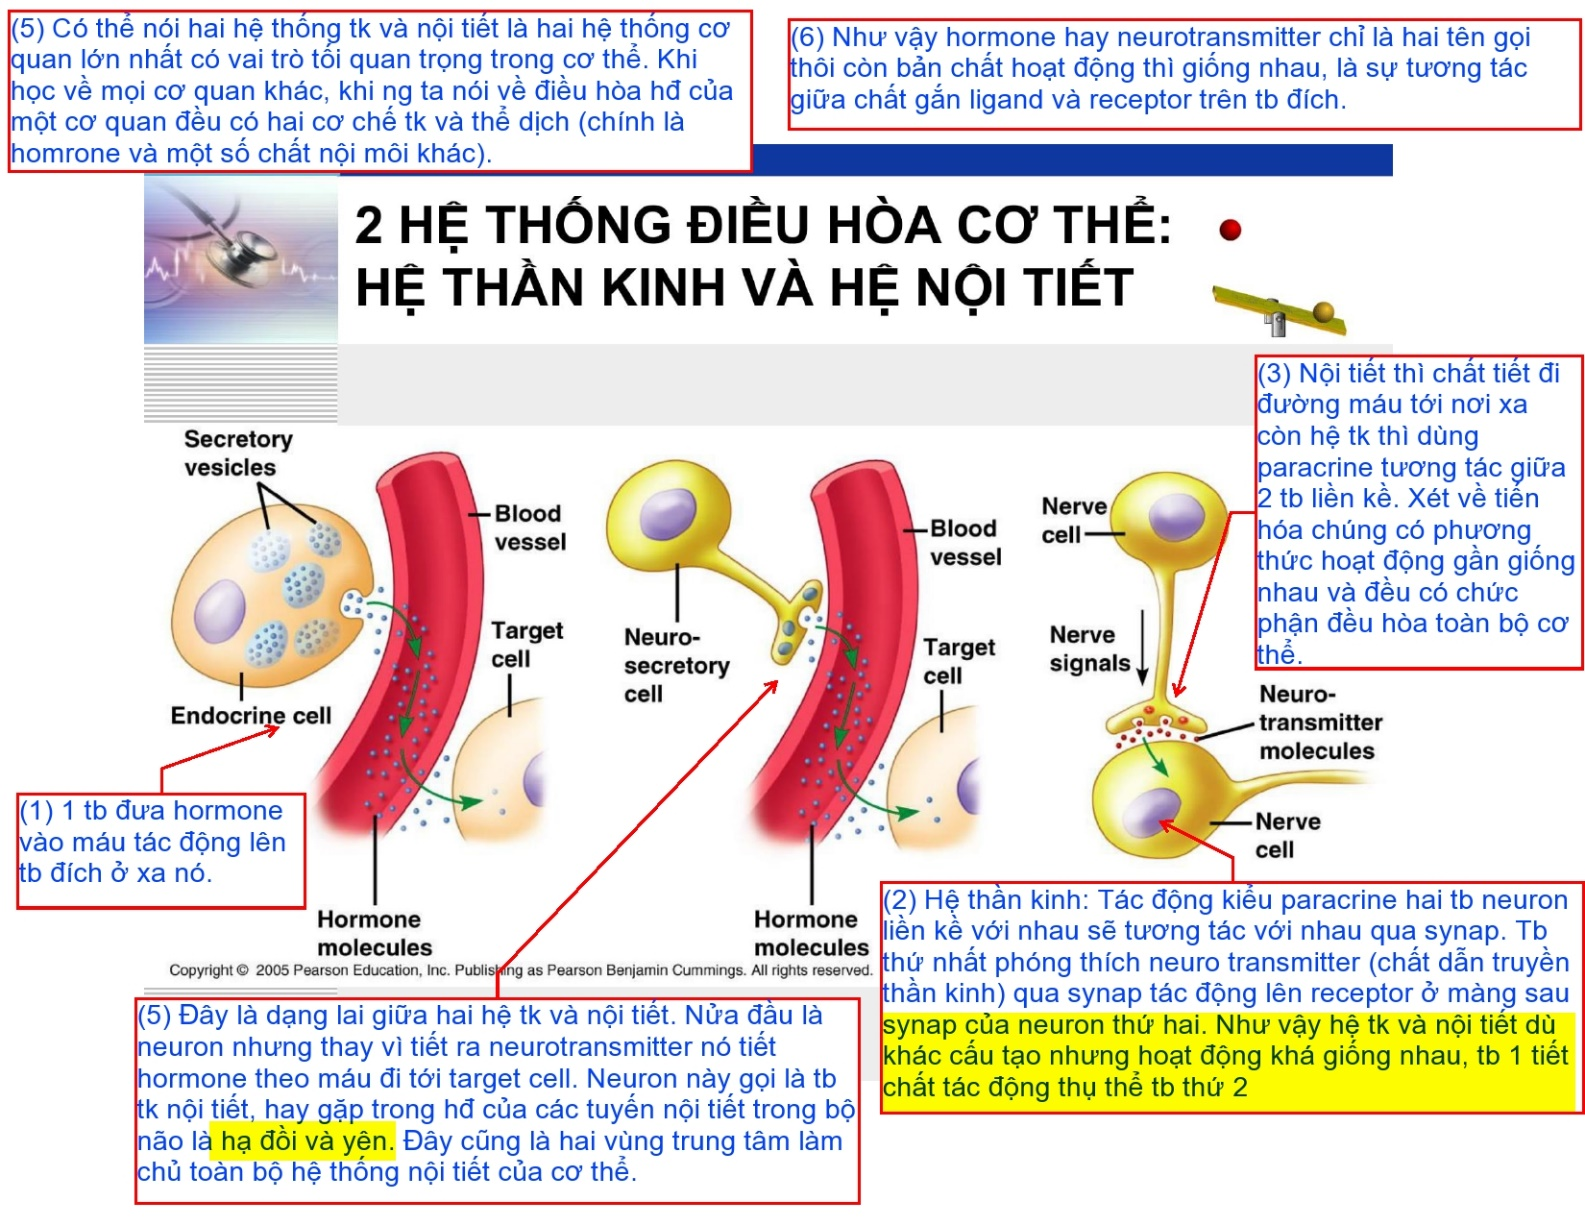 (5) Có thể nói hai hệ thống tk và nội tiết là hai hệ thống cơ
quan lớn nhất có vai trò tối quan trọng trong cơ thể. Khi
học về mọi cơ quan khác, khi ng ta nói về điều hòa hđ của
một cơ quan đều có hai cơ chế tk và thể dịch (chính là
homrone và một số chất nội môi khác).
(6) Như vậy hormone hay neurotransmitter chỉ là hai tên gọi
thôi còn bản chất hoạt động thì giống nhau, là sự tương tác
giữa chất gắn ligand và receptor trên tb đích.
2 HỆ THỐNG ĐIỀU HÒA CƠ THỂ:
HỆ THẦN KINH VÀ HỆ NỘI TIẾT
(3) Nội tiết thì chất tiết đi
đường máu tới nơi xa
còn hệ tk thì dùng
paracrine tương tác giữa
2 tb liền kề. Xét về tiến
hóa chúng có phương
thức hoạt động gần giống
nhau và đều có chức
phận đều hòa toàn bộ cơ
thể.
Secretory
vesicles
Blood
vessel
Target
cell
Endocrine cell
Hormone
molecules
Neuro-
secretory
cell
Blood
vessel
Target
cell
Hormone
molecules
Nerve
cell
Nerve
signals
Neuro-
transmitter
molecules
Nerve
cell
(1) 1 tb đưa hormone
vào máu tác động lên
tb đích ở xa nó.
Copyright © 2005 Pearson Education, Inc. Publishing as Pearson Benjamin Cummings. All rights reserved.
(2) Hệ thần kinh: Tác động kiểu paracrine hai tb neuron
liền kề với nhau sẽ tương tác với nhau qua synap. Tb
thứ nhất phóng thích neuro transmitter (chất dẫn truyền
thần kinh) qua synap tác động lên receptor ở màng sau
synap của neuron thứ hai. Như vậy hệ tk và nội tiết dù
khác cấu tạo nhưng hoạt động khá giống nhau, tb 1 tiết
chất tác động thụ thể tb thứ 2
(5) Đây là dạng lai giữa hai hệ tk và nội tiết. Nửa đầu là
neuron nhưng thay vì tiết ra neurotransmitter nó tiết
hormone theo máu đi tới target cell. Neuron này gọi là tb
tk nội tiết, hay gặp trong hđ của các tuyến nội tiết trong bộ
não là hạ đồi và yên. Đây cũng là hai vùng trung tâm làm
chủ toàn bộ hệ thống nội tiết của cơ thể.